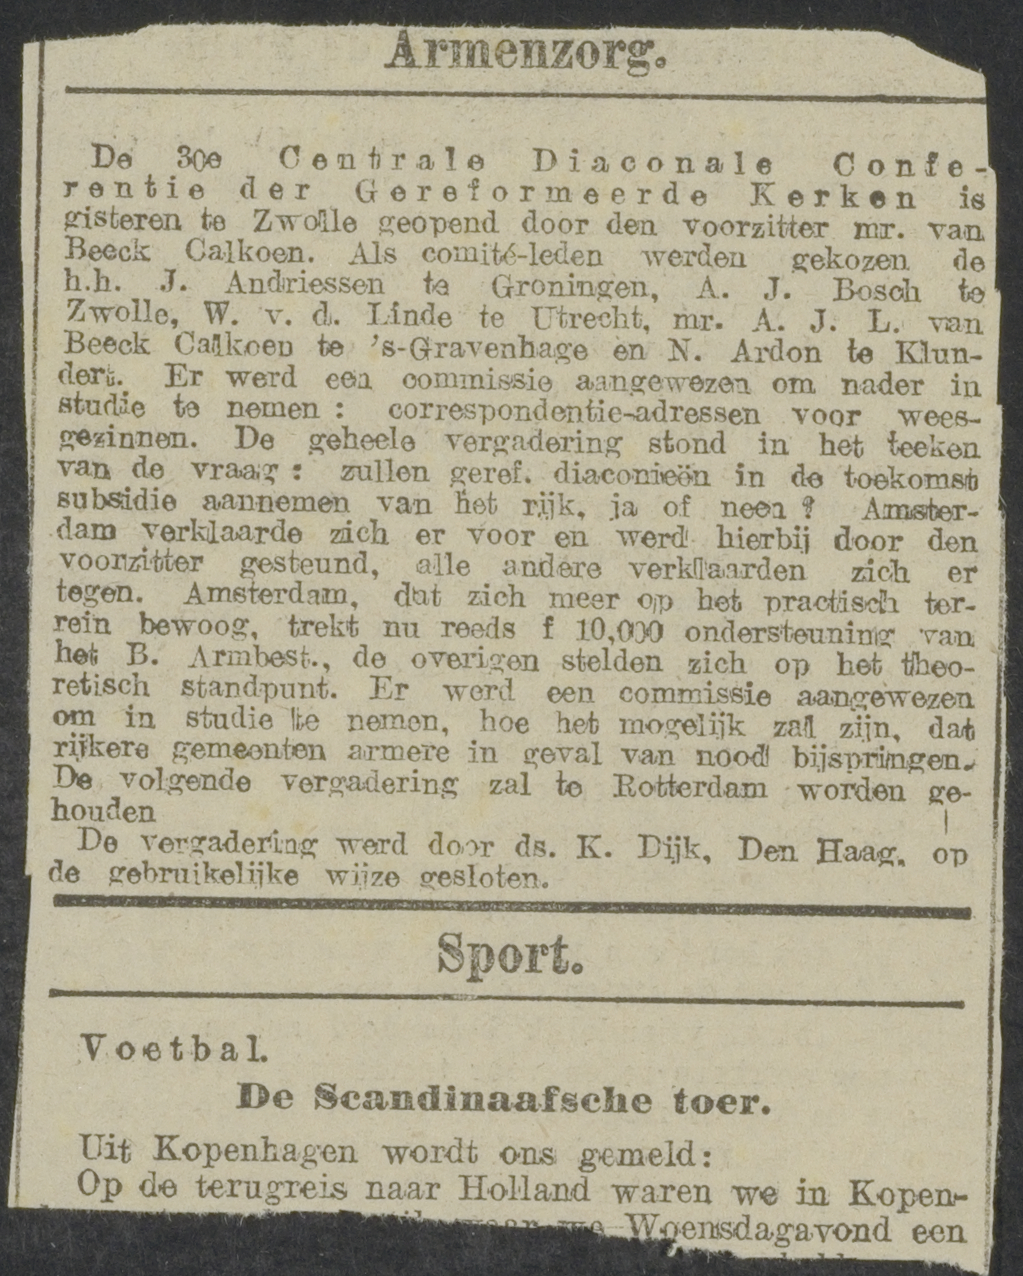 Armenzorg.
De 30e Centrale Diaconale Confe-
rentie der Gereformeerde Kerken is
gisteren te Zwolle geopend door den voorzitter mr. van
Beeck Calkoen. Als comité-leden werden gekozen de
h.h. J. Andriessen te Groningen, A. J. Bosch te
Zwolle, W. v. d. Linde te Utrecht, mr. A. J. L. van
Beeck Calkoen te 's-Gravenhage en N. Ardon te Klun-
dert. Er werd een commissie aangewezen om nader in
studie te nemen : correspondentie-adressen voor wees-
gezinnen. De geheele vergadering stond in het teeken
van de vraag : zullen geref. diaconieën in de toekomst
subsidie aannemen van het rijk, ja of neen ? Amster-
dam verklaarde zich er voor en werd hierbij door den
voorzitter gesteund, alle andere verklaarden zich er
tegen. Amsterdam, dat zich meer op het practisch ter-
rein bewoog, trekt nu reeds f 10,000 ondersteuning van
het B. Armbest., de overigen stelden zich op het theo-
retisch standpunt. Er werd een commissie aangewezen
om in studie te nemen, hoe het mogelijk zal zijn, dat
rijkere gemeenten armere in geval van nood bijspringen.
De volgende vergadering zal te Rotterdam worden ge-
houden
De vergadering werd door ds. K. Dijk, Den Haag, op
de gebruikelijke wijze gesloten.
Sport.
Voetbal.
De Scandinaafsche toer.
Uit Kopenhagen wordt ons gemeld:
Op de terugreis naar Holland waren we in Kopen-
waar we Woensdagavond een